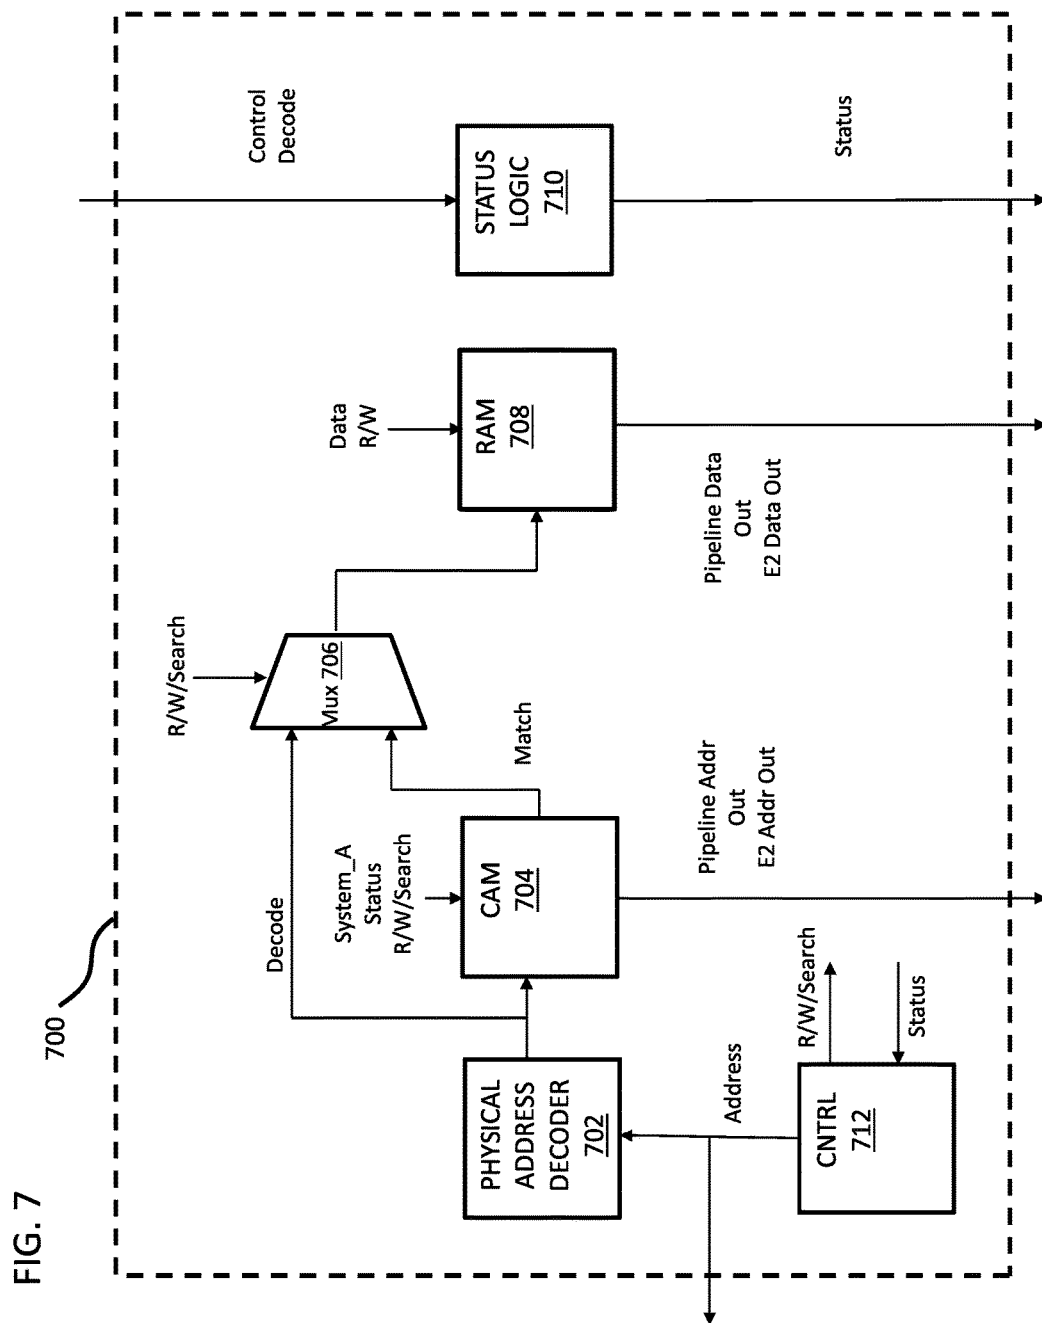 FIG. 7
700
Control
Decode
STATUS
LOGIC
710
Status
Data
R/W
RAM
708
Pipeline Data
Out
E2 Data Out
R/W/Search
Mux 706
Match
Decode
System_A
Status
R/W/Search
CAM
704
Pipeline Addr
Out
E2 Addr Out
PHYSICAL
ADDRESS
DECODER
702
Address
R/W/Search
Status
CNTRL
712